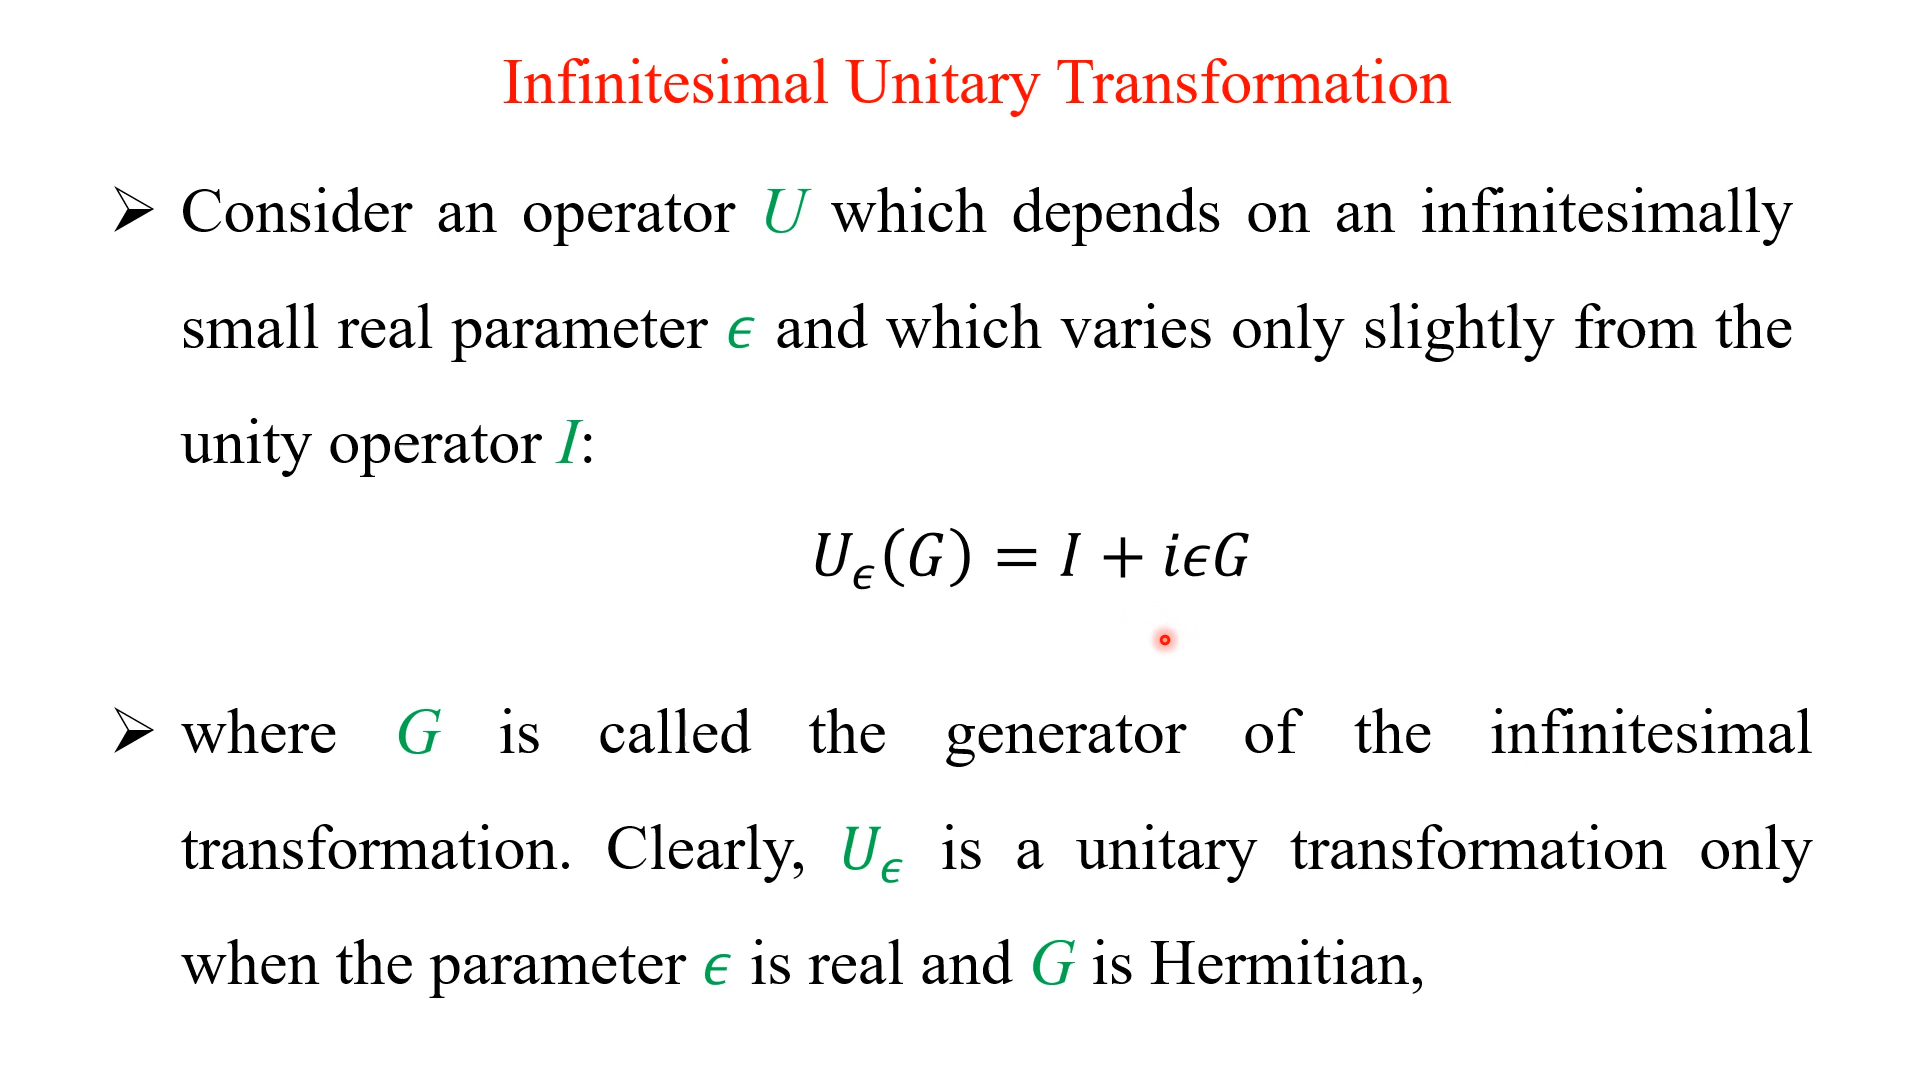 Infinitesimal Unitary Transformation
➢ Consider an operator U which depends on an infinitesimally
small real parameter ϵ and which varies only slightly from the
unity operator I:
U_ϵ(G) = I + iϵG
➢ where G is called the generator of the infinitesimal
transformation. Clearly, U_ϵ is a unitary transformation only
when the parameter ϵ is real and G is Hermitian,